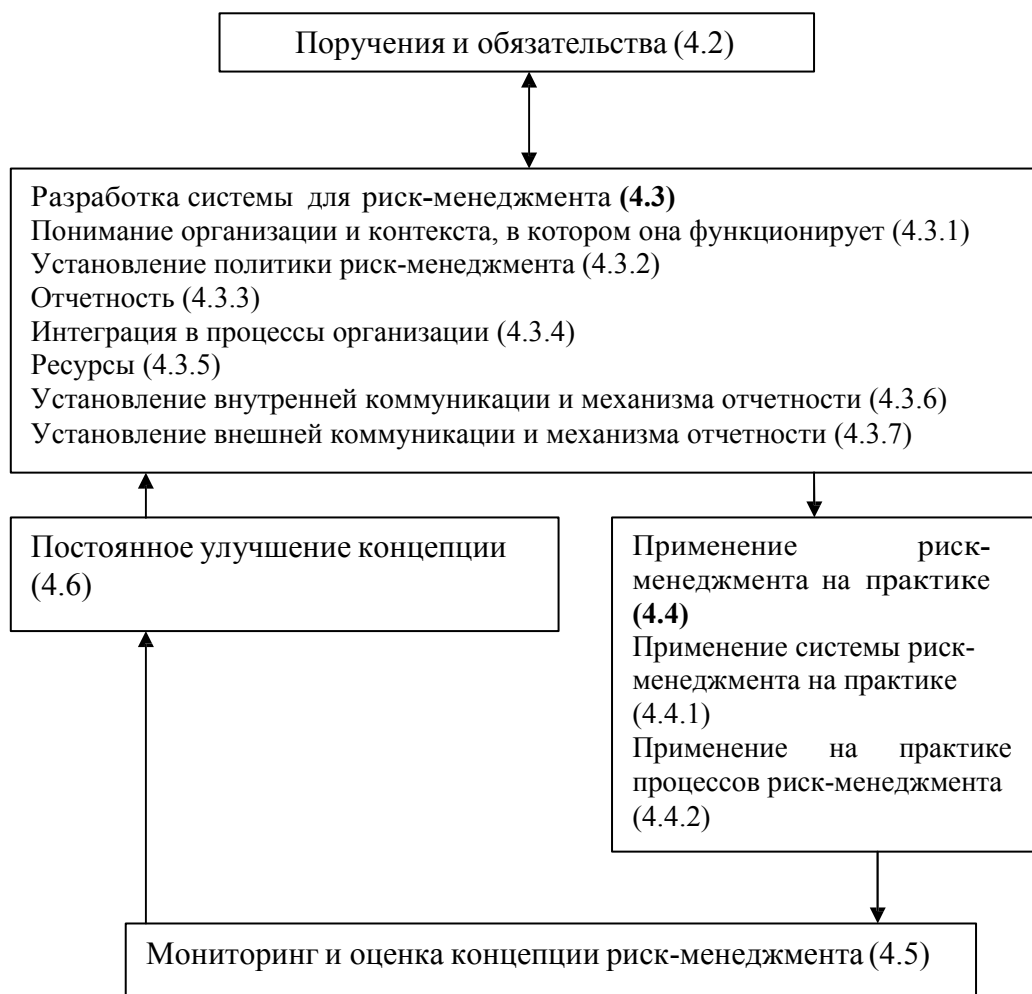 Поручения и обязательства (4.2)
Разработка системы для риск-менеджмента (4.3)
Понимание организации и контекста, в котором она функционирует (4.3.1)
Установление политики риск-менеджмента (4.3.2)
Отчетность (4.3.3)
Интеграция в процессы организации (4.3.4)
Ресурсы (4.3.5)
Установление внутренней коммуникации и механизма отчетности (4.3.6)
Установление внешней коммуникации и механизма отчетности (4.3.7)
Постоянное улучшение концепции
(4.6)
Применение риск-
менеджмента на практике
(4.4)
Применение системы риск-
менеджмента на практике
(4.4.1)
Применение на практике
процессов риск-менеджмента
(4.4.2)
Мониторинг и оценка концепции риск-менеджмента (4.5)